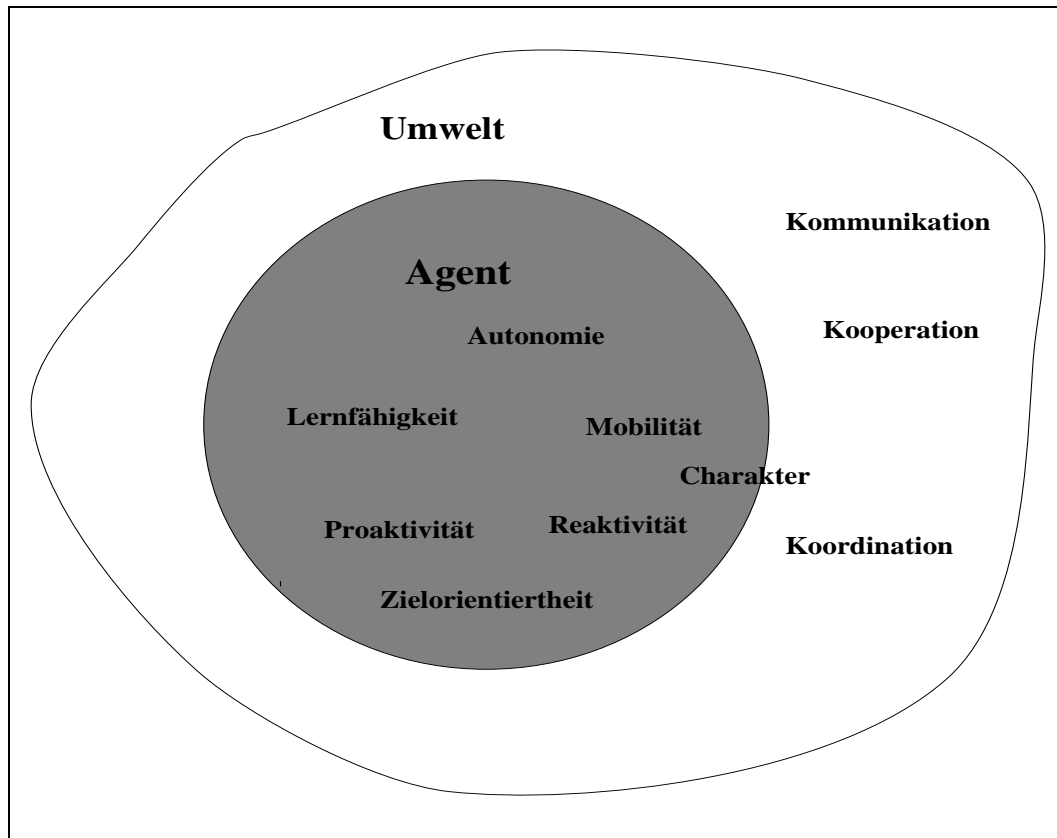 Umwelt
Kommunikation
Agent
Kooperation
Autonomie
Lernfähigkeit
Mobilität
Charakter
Proaktivität
Reaktivität
Koordination
Zielorientiertheit